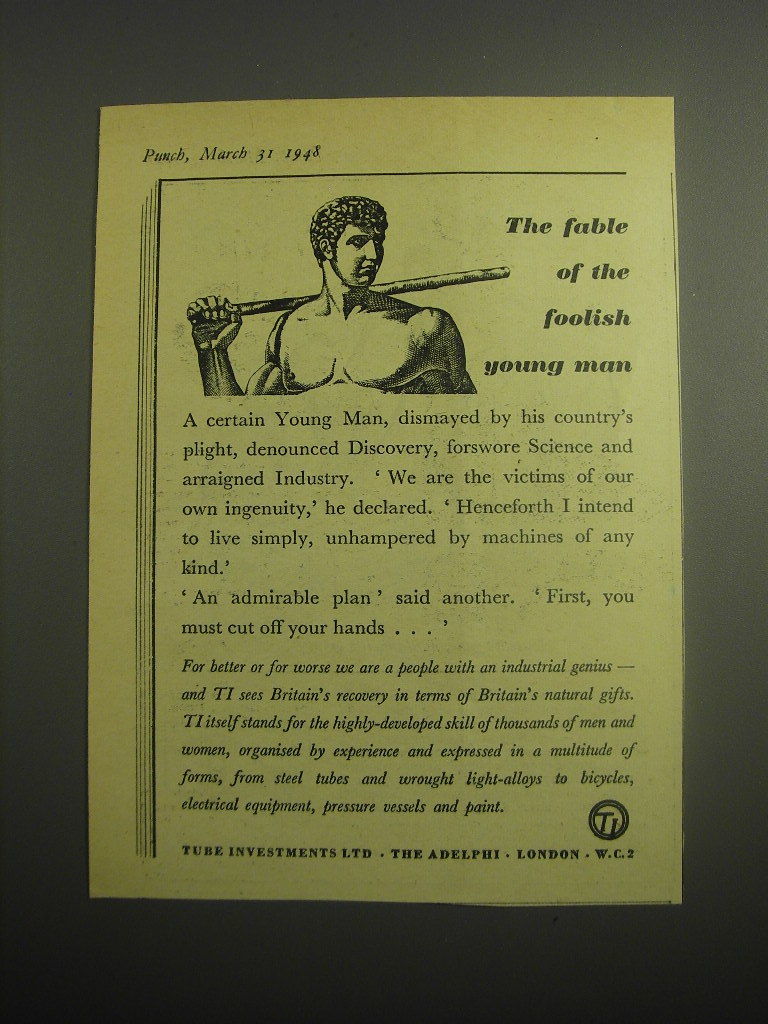 Punch, March 31 1948
The fable
of the
foolish
young man
A certain Young Man, dismayed by his country's
plight, denounced Discovery, forswore Science and
arraigned Industry. ‘ We are the victims of our
own ingenuity,’ he declared. ‘ Henceforth I intend
to live simply, unhampered by machines of any
kind.’
‘ An admirable plan ’ said another. ‘ First, you
must cut off your hands . . . ’
For better or for worse we are a people with an industrial genius —
and TI sees Britain's recovery in terms of Britain's natural gifts.
TI itself stands for the highly-developed skill of thousands of men and
women, organised by experience and expressed in a multitude of
forms, from steel tubes and wrought light-alloys to bicycles,
electrical equipment, pressure vessels and paint.
TI
TUBE INVESTMENTS LTD · THE ADELPHI · LONDON · W.C.2